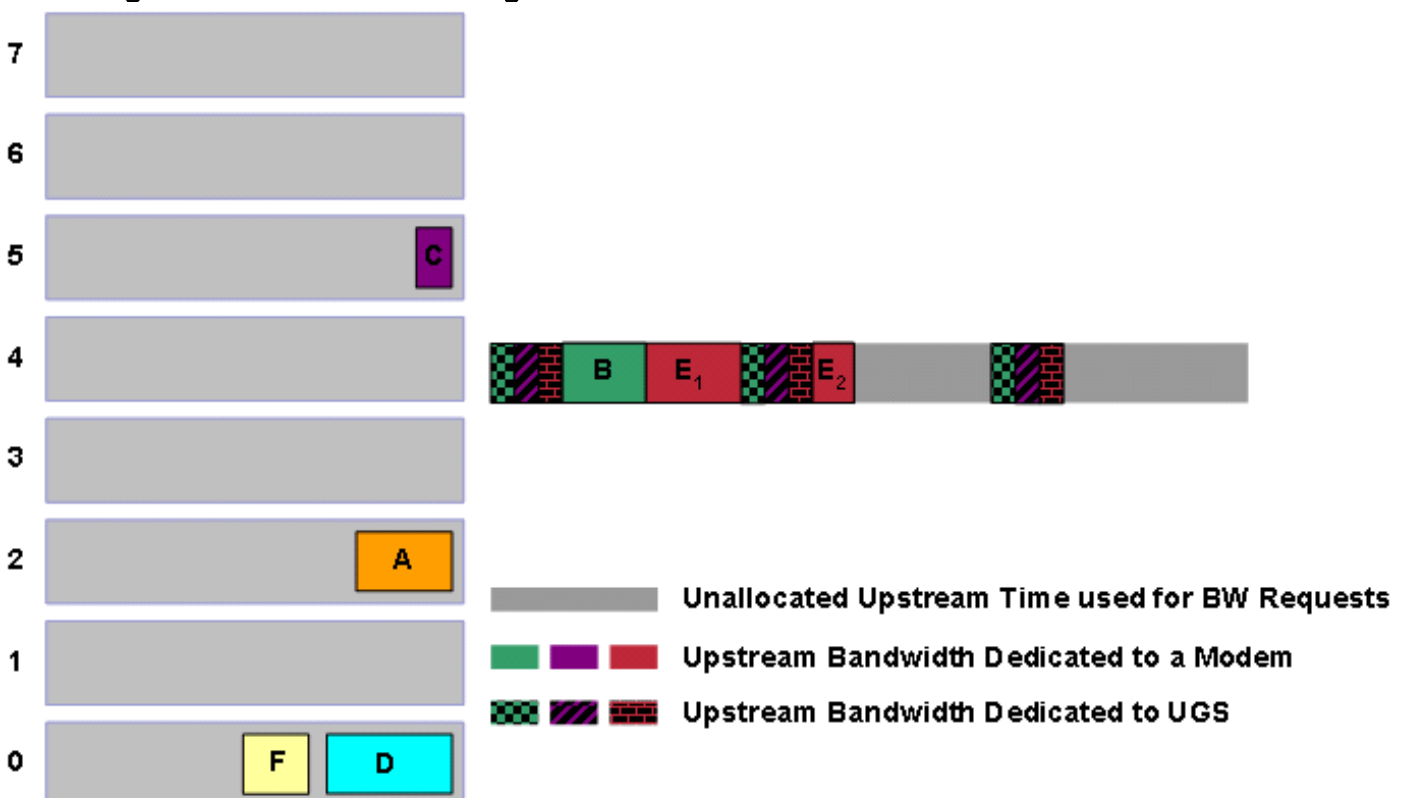 7
6
5 C
4 B E1 E2
3
2 A
Unallocated Upstream Time used for BW Requests
1 Upstream Bandwidth Dedicated to a Modem
Upstream Bandwidth Dedicated to UGS
0 F D